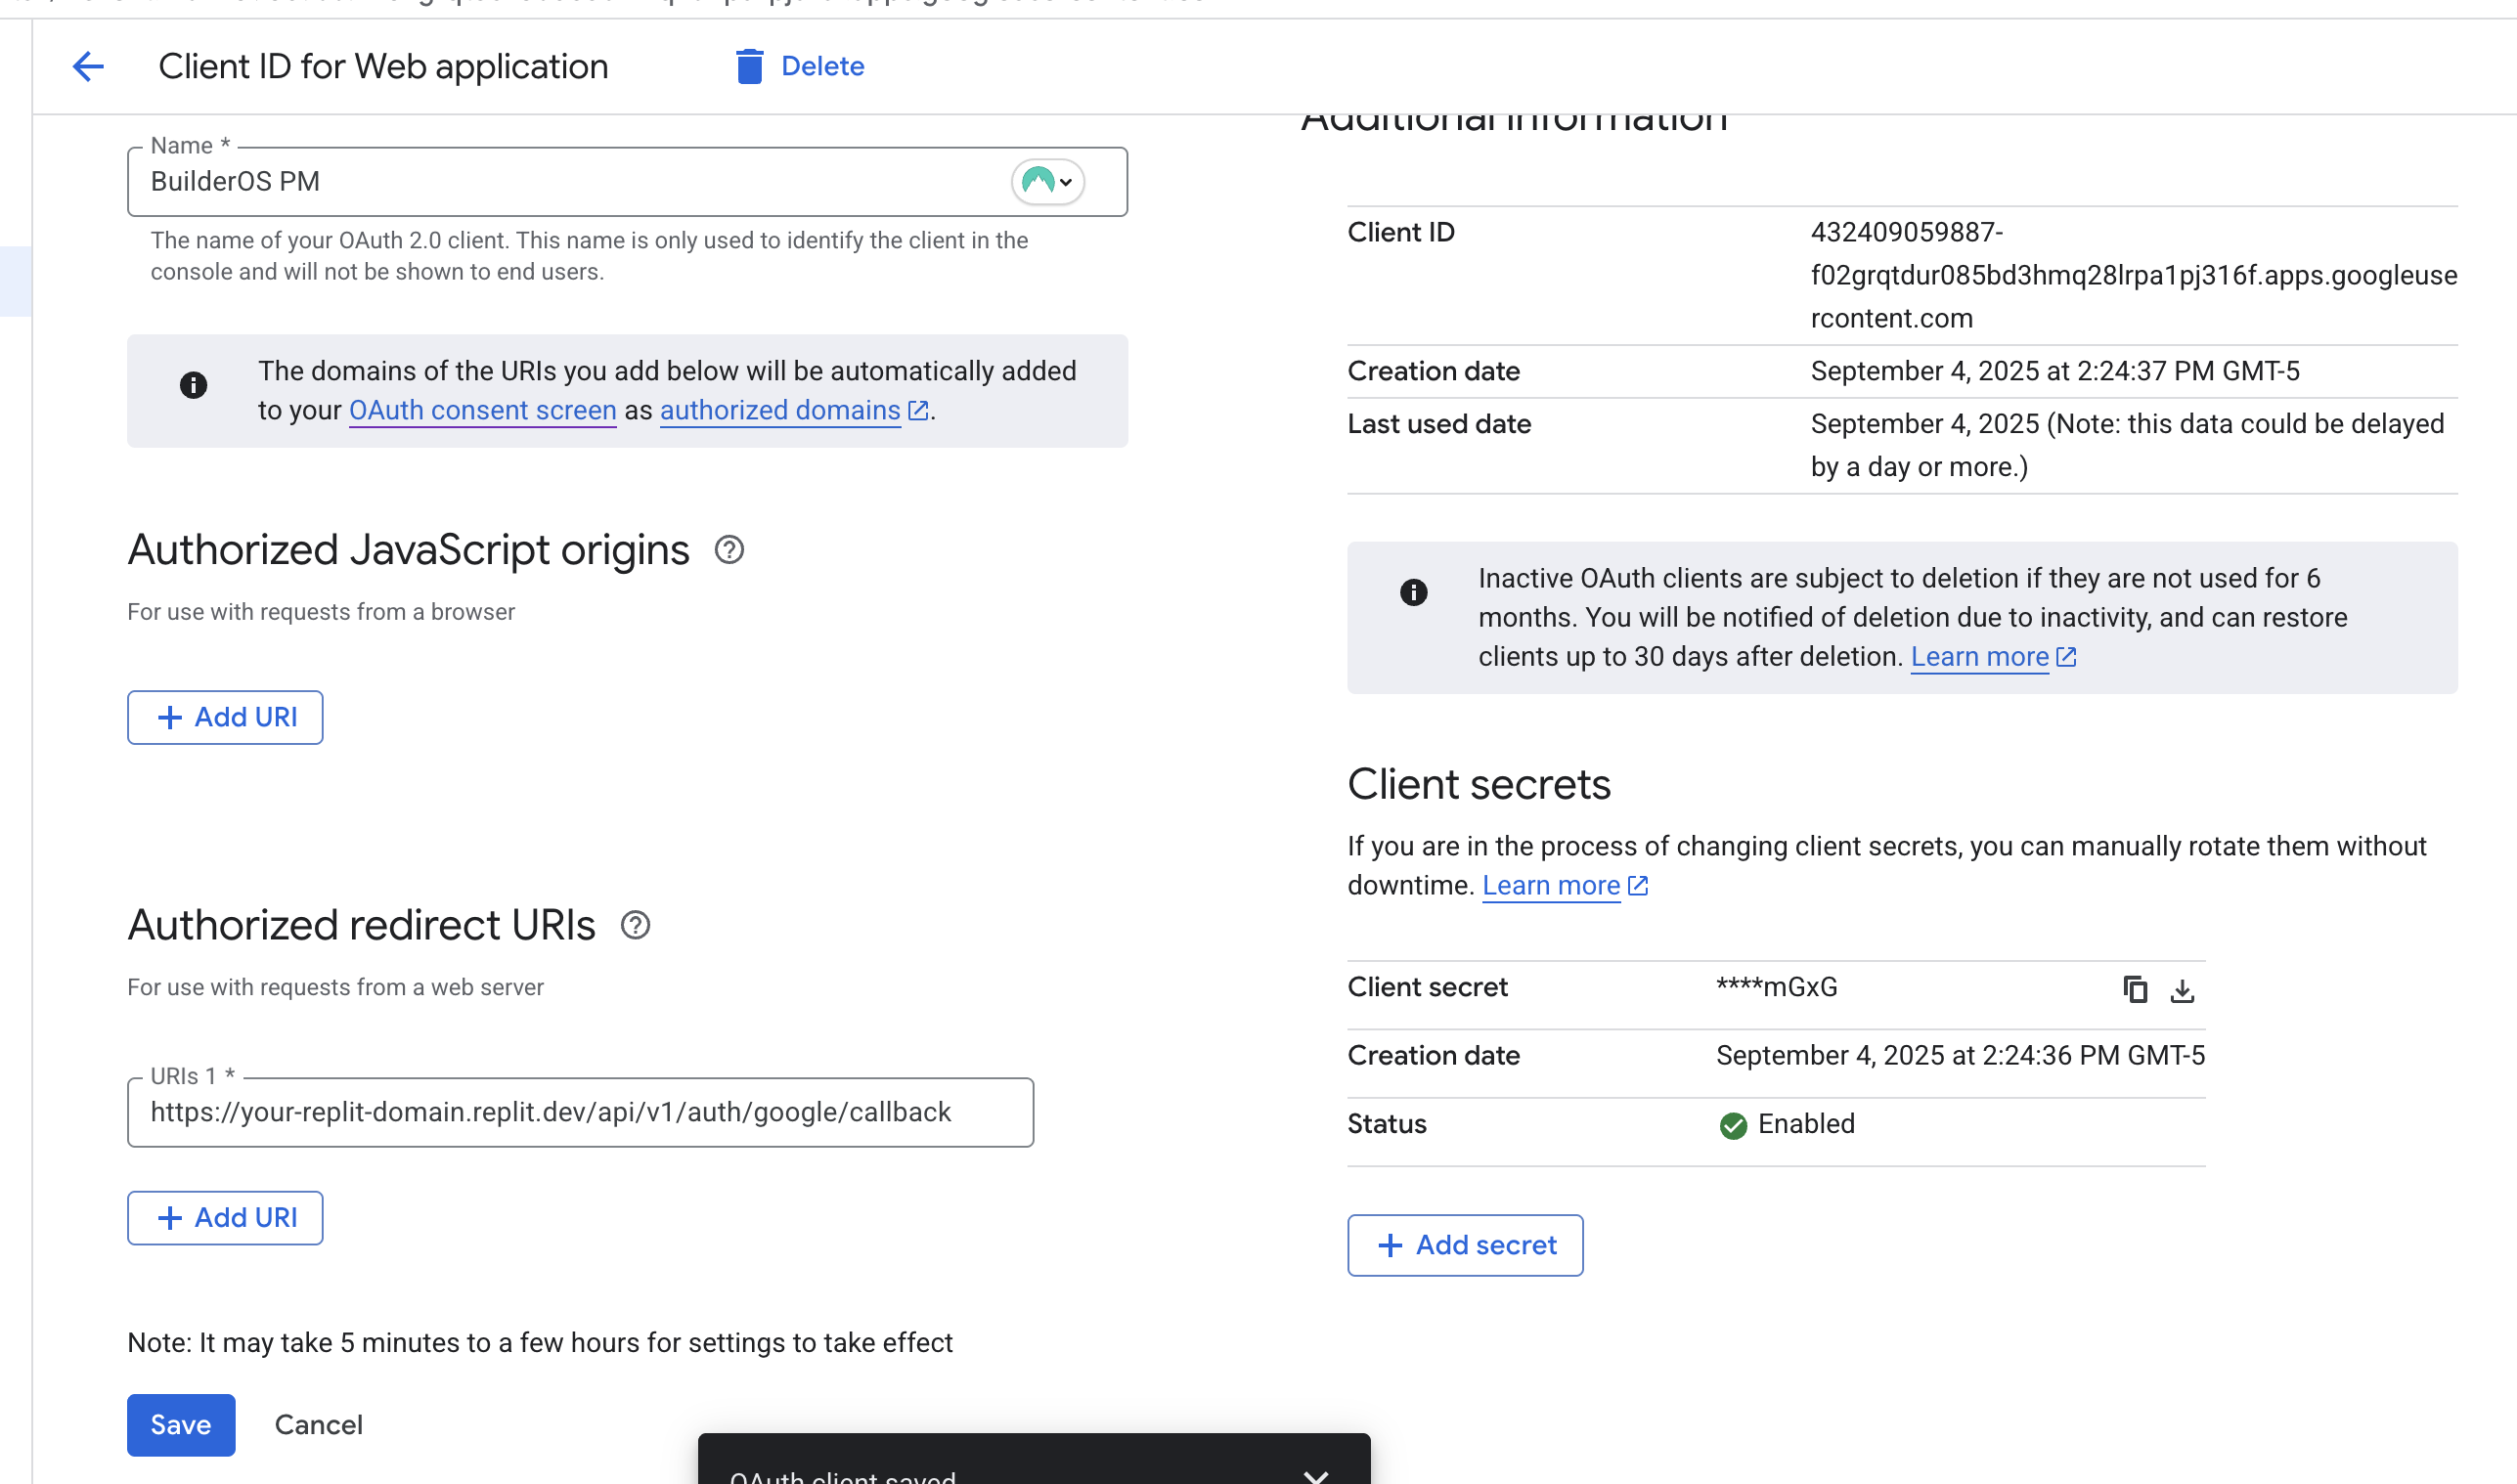 Client ID for Web application
Delete
Name *
BuilderOS PM
The name of your OAuth 2.0 client. This name is only used to identify the client in the
console and will not be shown to end users.
The domains of the URIs you add below will be automatically added
to your OAuth consent screen as authorized domains.
Authorized JavaScript origins
For use with requests from a browser
+ Add URI
Authorized redirect URIs
For use with requests from a web server
URIs 1 *
https://your-replit-domain.replit.dev/api/v1/auth/google/callback
+ Add URI
Note: It may take 5 minutes to a few hours for settings to take effect
Save
Cancel
Additional information
Client ID
432409059887-
f02grqtdur085bd3hmq28lrpa1pj316f.apps.googleuse
rcontent.com
Creation date
September 4, 2025 at 2:24:37 PM GMT-5
Last used date
September 4, 2025 (Note: this data could be delayed
by a day or more.)
Inactive OAuth clients are subject to deletion if they are not used for 6
months. You will be notified of deletion due to inactivity, and can restore
clients up to 30 days after deletion. Learn more
Client secrets
If you are in the process of changing client secrets, you can manually rotate them without
downtime. Learn more
Client secret
****mGxG
Creation date
September 4, 2025 at 2:24:36 PM GMT-5
Status
Enabled
+ Add secret
OAuth client saved